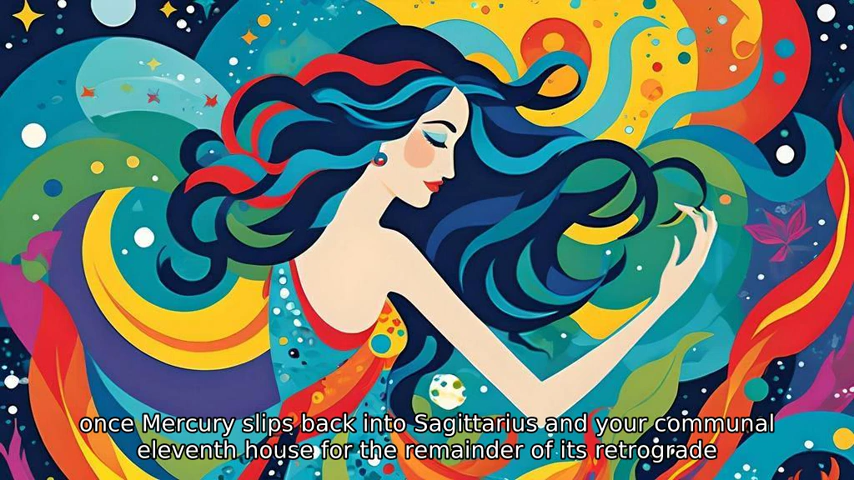 once Mercury slips back into Sagittarius and your communal
eleventh house for the remainder of its retrograde